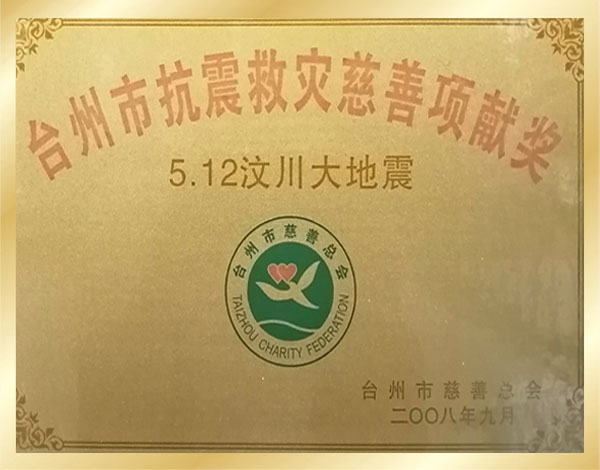 台州市抗震救灾慈善项献奖
5.12汶川大地震
台州市慈善总会
TAIZHOU CHARITY FEDERATION
台州市慈善总会
二〇〇八年九月